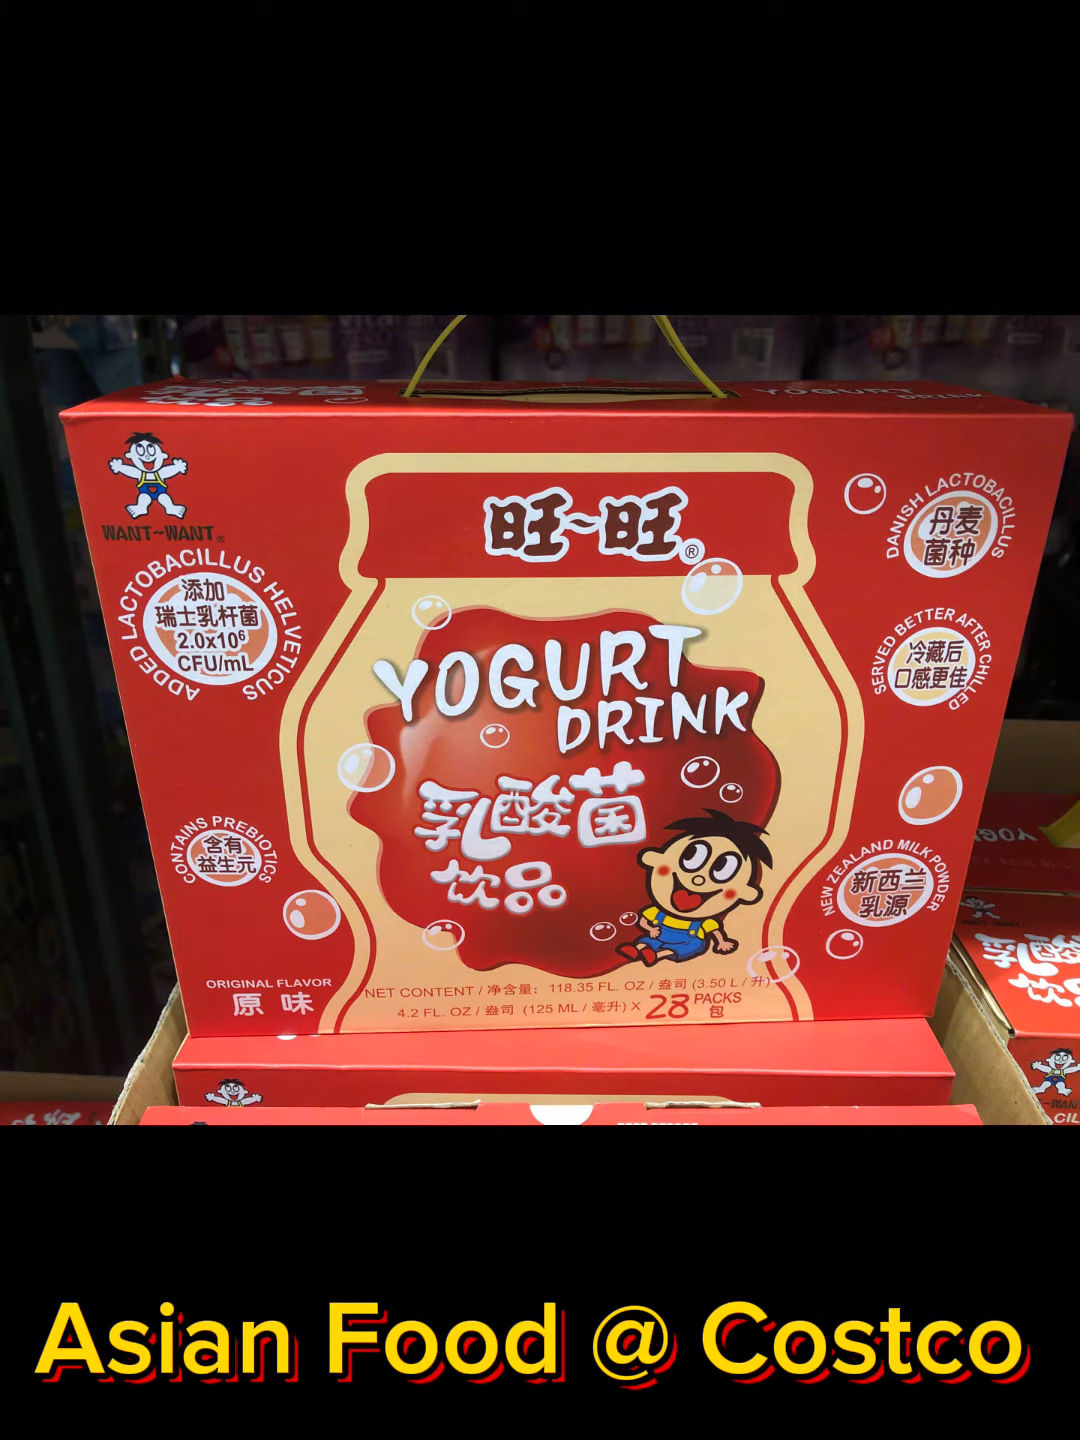 YOGURT
DRINK
WANT~WANT®
旺~旺®
ADDED LACTOBACILLUS HELVETICUS
添加
瑞士乳杆菌
2.0x10⁶
CFU/mL
DANISH LACTOBACILLUS
丹麦
菌种
SERVED BETTER AFTER CHILLED
冷藏后
口感更佳
YOGURT
DRINK
乳酸菌
饮品
CONTAINS PREBIOTICS
含有
益生元
NEW ZEALAND MILK POWDER
新西兰
乳源
ORIGINAL FLAVOR
原味
NET CONTENT / 净含量: 118.35 FL. OZ / 盎司 (3.50 L / 升)
4.2 FL. OZ / 盎司 (125 ML / 毫升) X 28 PACKS 包
Asian Food @ Costco